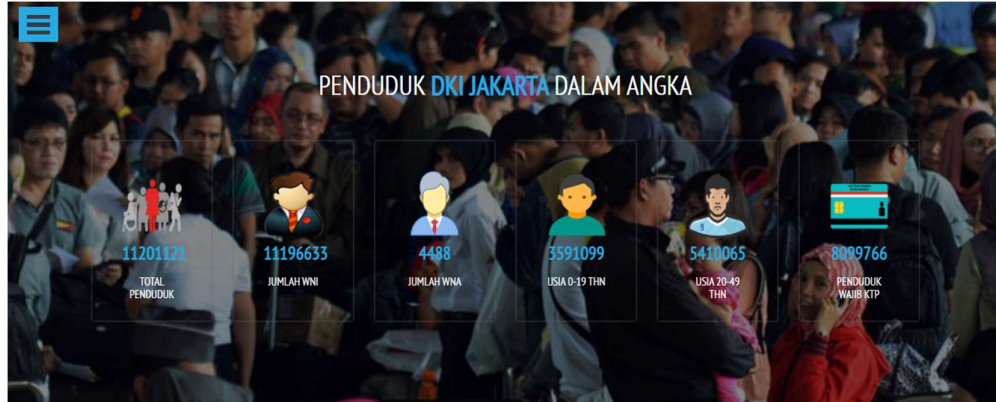 PENDUDUK DKI JAKARTA DALAM ANGKA
11201121
TOTAL
PENDUDUK
11196633
JUMLAH WNI
4488
JUMLAH WNA
3591099
USIA 0-19 THN
9
5410065
USIA 20-49
THN
8099766
PENDUDUK
WAJIB KTP